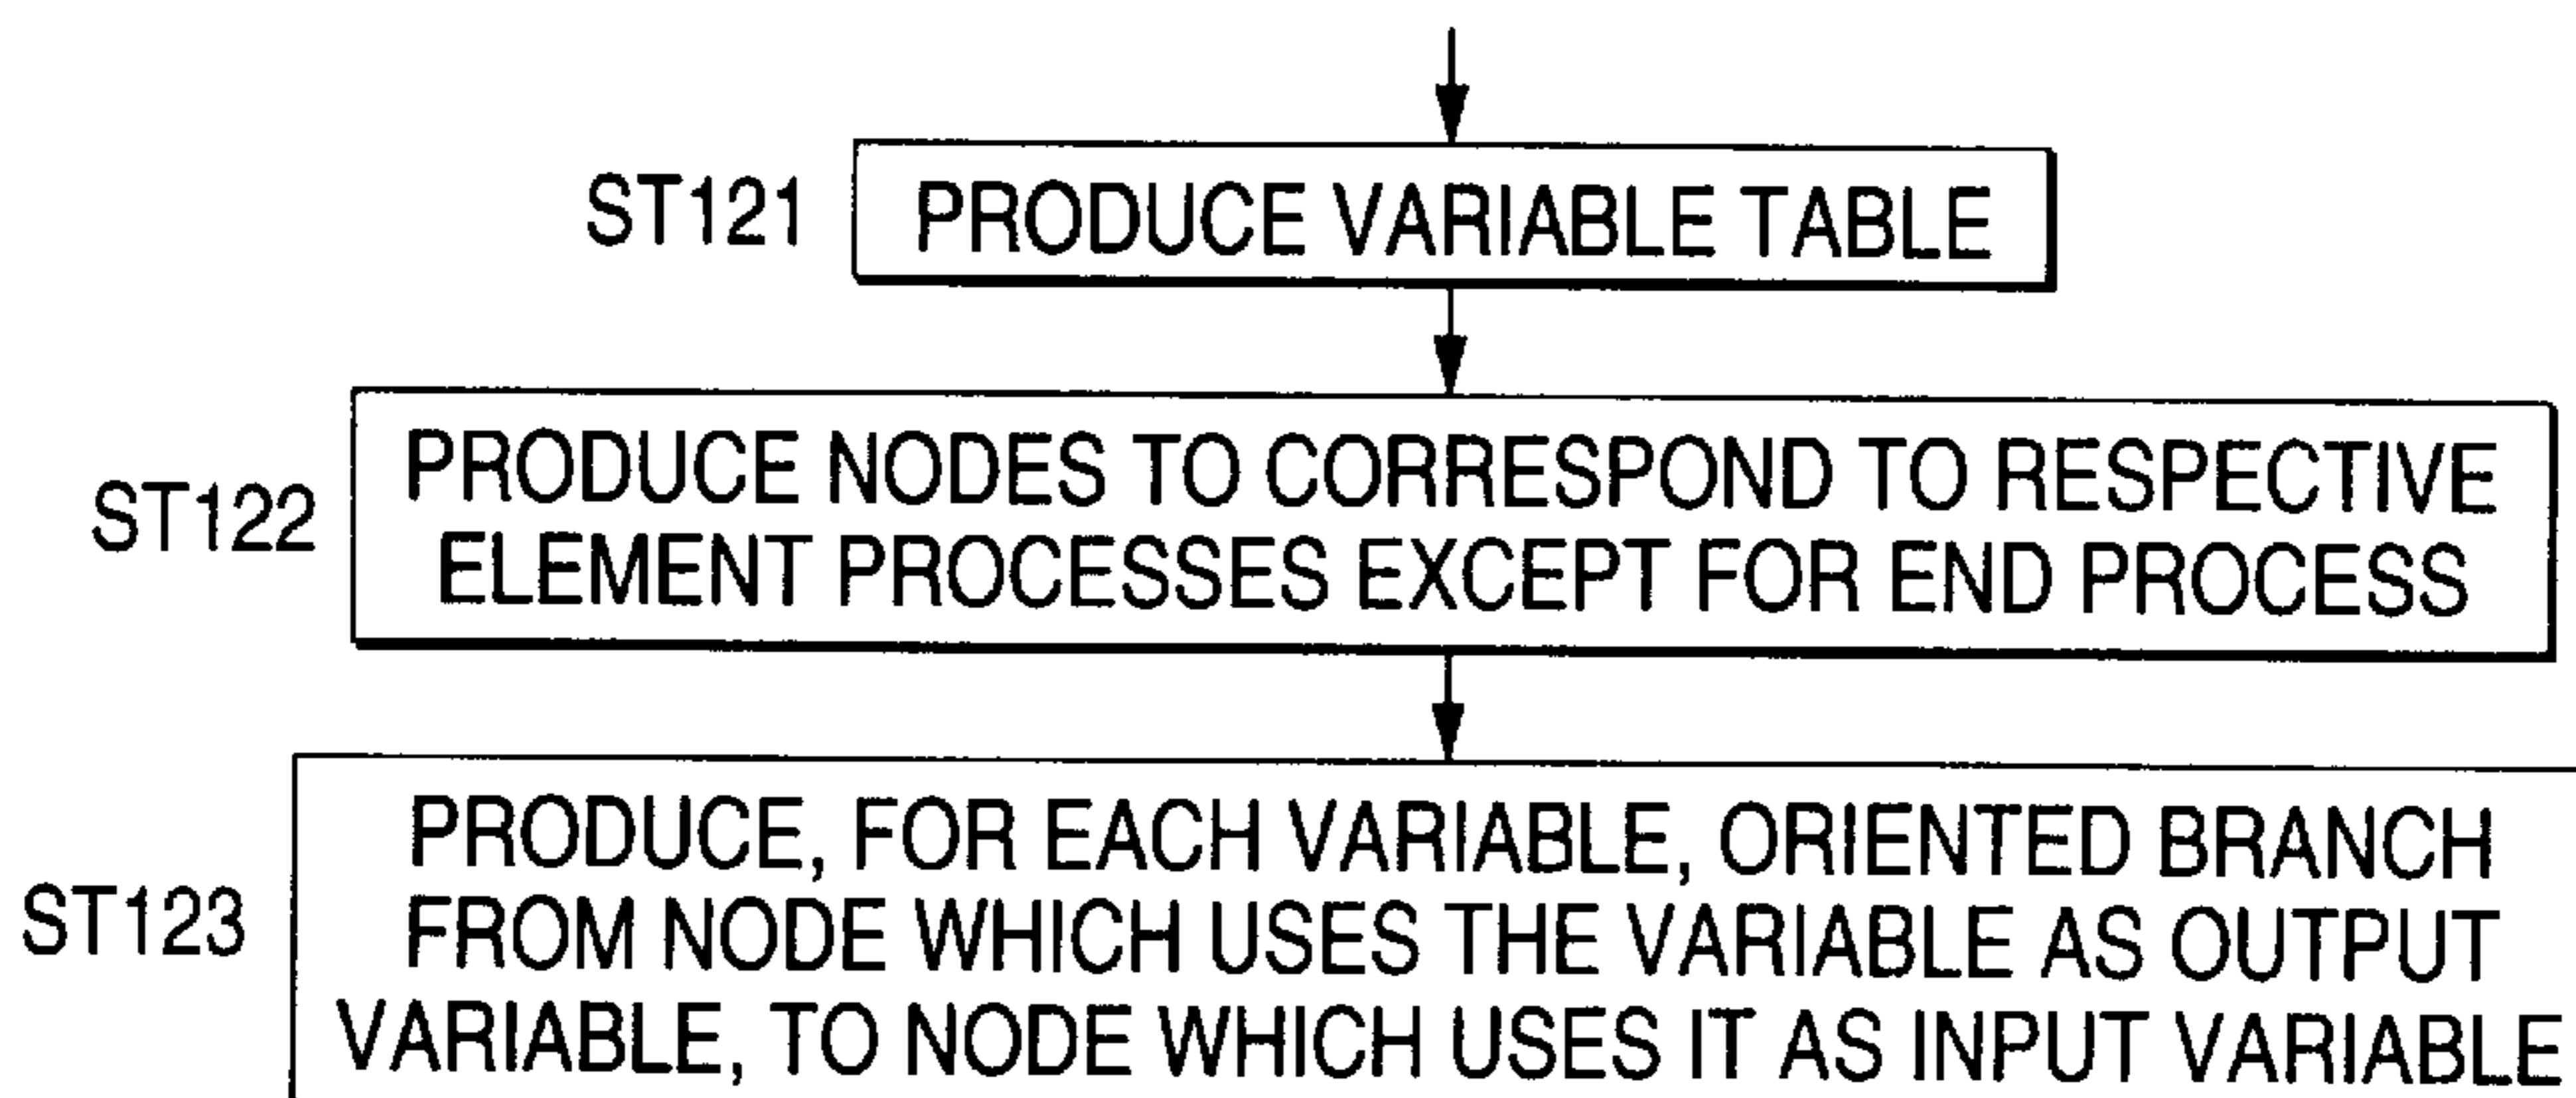 ST121 PRODUCE VARIABLE TABLE
ST122 PRODUCE NODES TO CORRESPOND TO RESPECTIVE
ELEMENT PROCESSES EXCEPT FOR END PROCESS
ST123 PRODUCE, FOR EACH VARIABLE, ORIENTED BRANCH
FROM NODE WHICH USES THE VARIABLE AS OUTPUT
VARIABLE, TO NODE WHICH USES IT AS INPUT VARIABLE